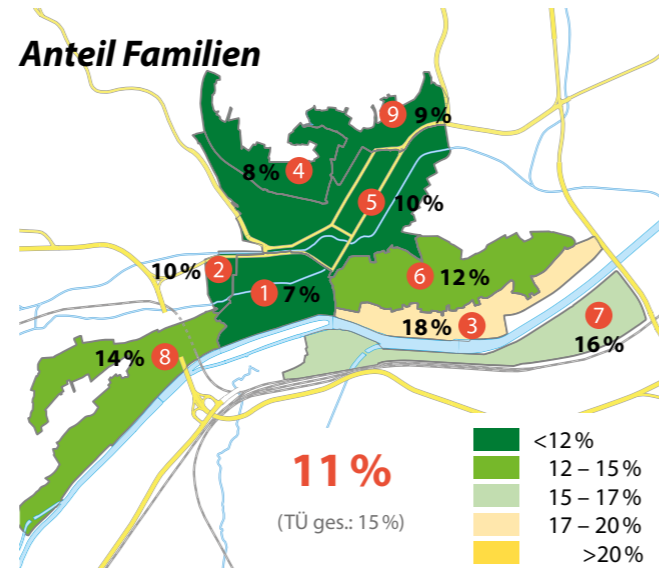 Anteil Familien
9 9 %
8 % 4
5 10 %
10 % 2
6 12 %
1 7 %
18 % 3
7
16 %
14 % 8
11 %
(TÜ ges.: 15 %)
<12 %
12 – 15 %
15 – 17 %
17 – 20 %
>20 %